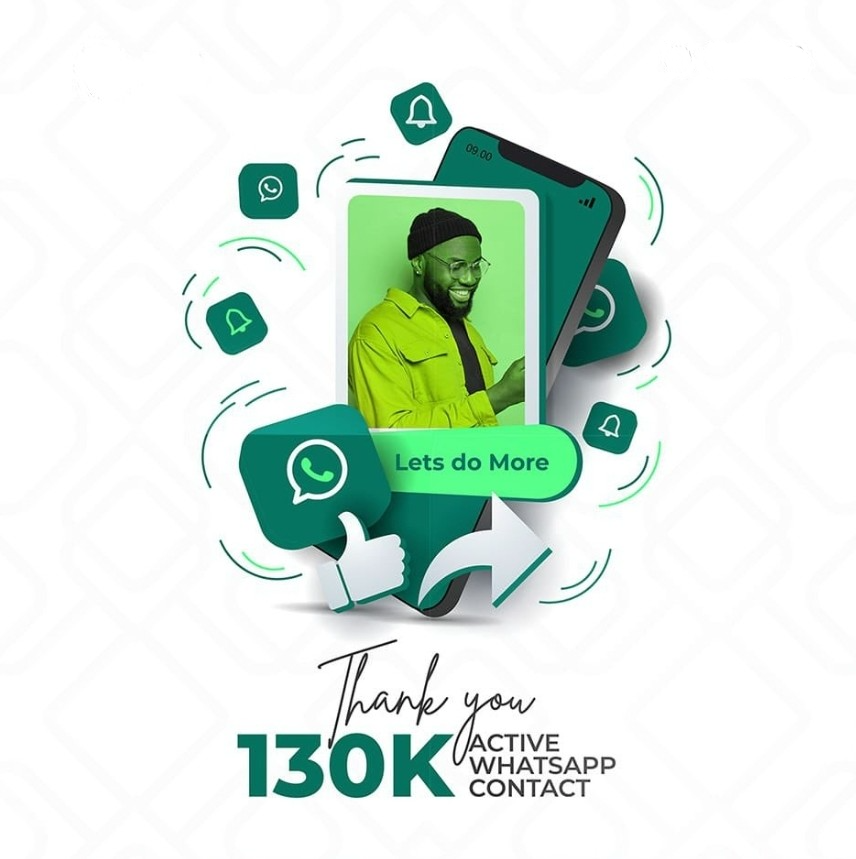 09.00
Lets do More
Thank you
130K
ACTIVE
WHATSAPP
CONTACT